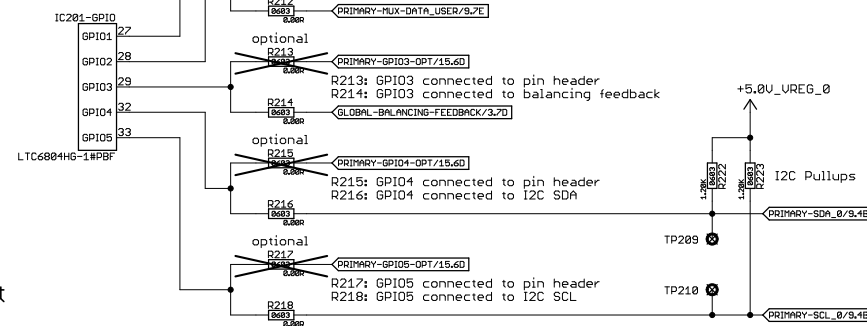 R212
0603
0.00R
PRIMARY-MUX-DATA_USER/9.7E
IC201-GPIO
GPIO1 27
GPIO2 28
GPIO3 29
GPIO4 32
GPIO5 33
LTC6804HG-1#PBF
optional
R213
0.00R
PRIMARY-GPIO3-OPT/15.6D
R213: GPIO3 connected to pin header
R214: GPIO3 connected to balancing feedback
R214
0603
0.00R
GLOBAL-BALANCING-FEEDBACK/3.7D
optional
R215
0.00R
PRIMARY-GPIO4-OPT/15.6D
R215: GPIO4 connected to pin header
R216: GPIO4 connected to I2C SDA
R216
0603
0.00R
optional
R217
0.00R
PRIMARY-GPIO5-OPT/15.6D
R217: GPIO5 connected to pin header
R218: GPIO5 connected to I2C SCL
R218
0603
0.00R
+5.0V_VREG_0
1.20K
0603
R222
1.20K
0603
R223
I2C Pullups
PRIMARY-SDA_0/9.4E
TP209
TP210
PRIMARY-SCL_0/9.4E
t